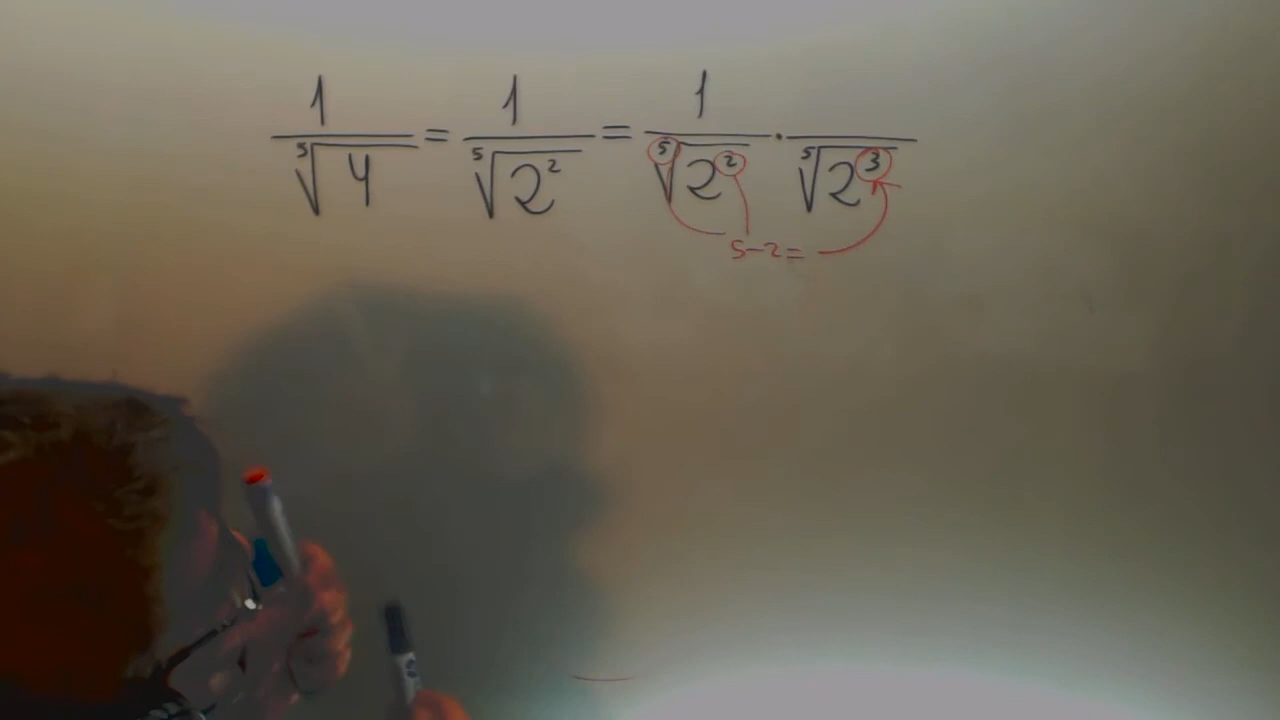 1/⁵√4 = 1/⁵√2² = 1/⁵√2² · /⁵√2³
5-2=